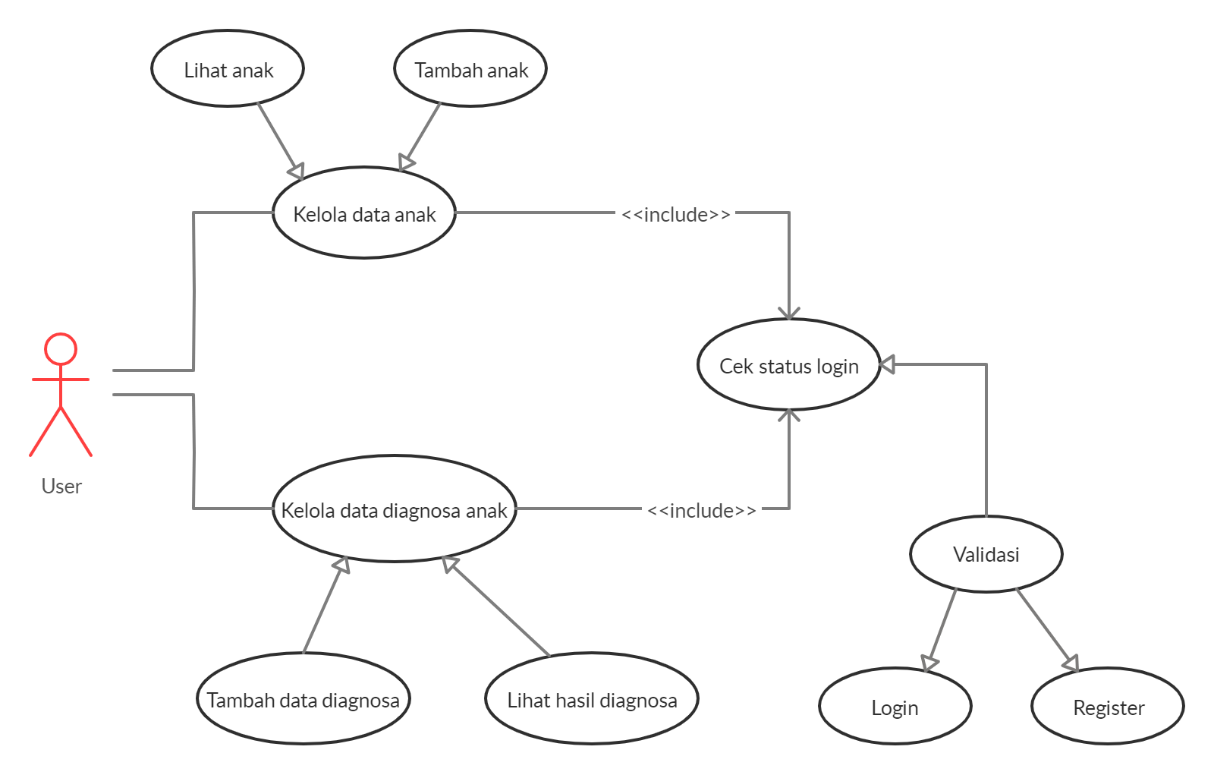 Lihat anak
Tambah anak
Kelola data anak
<<include>>
Cek status login
User
Kelola data diagnosa anak
<<include>>
Validasi
Tambah data diagnosa
Lihat hasil diagnosa
Login
Register